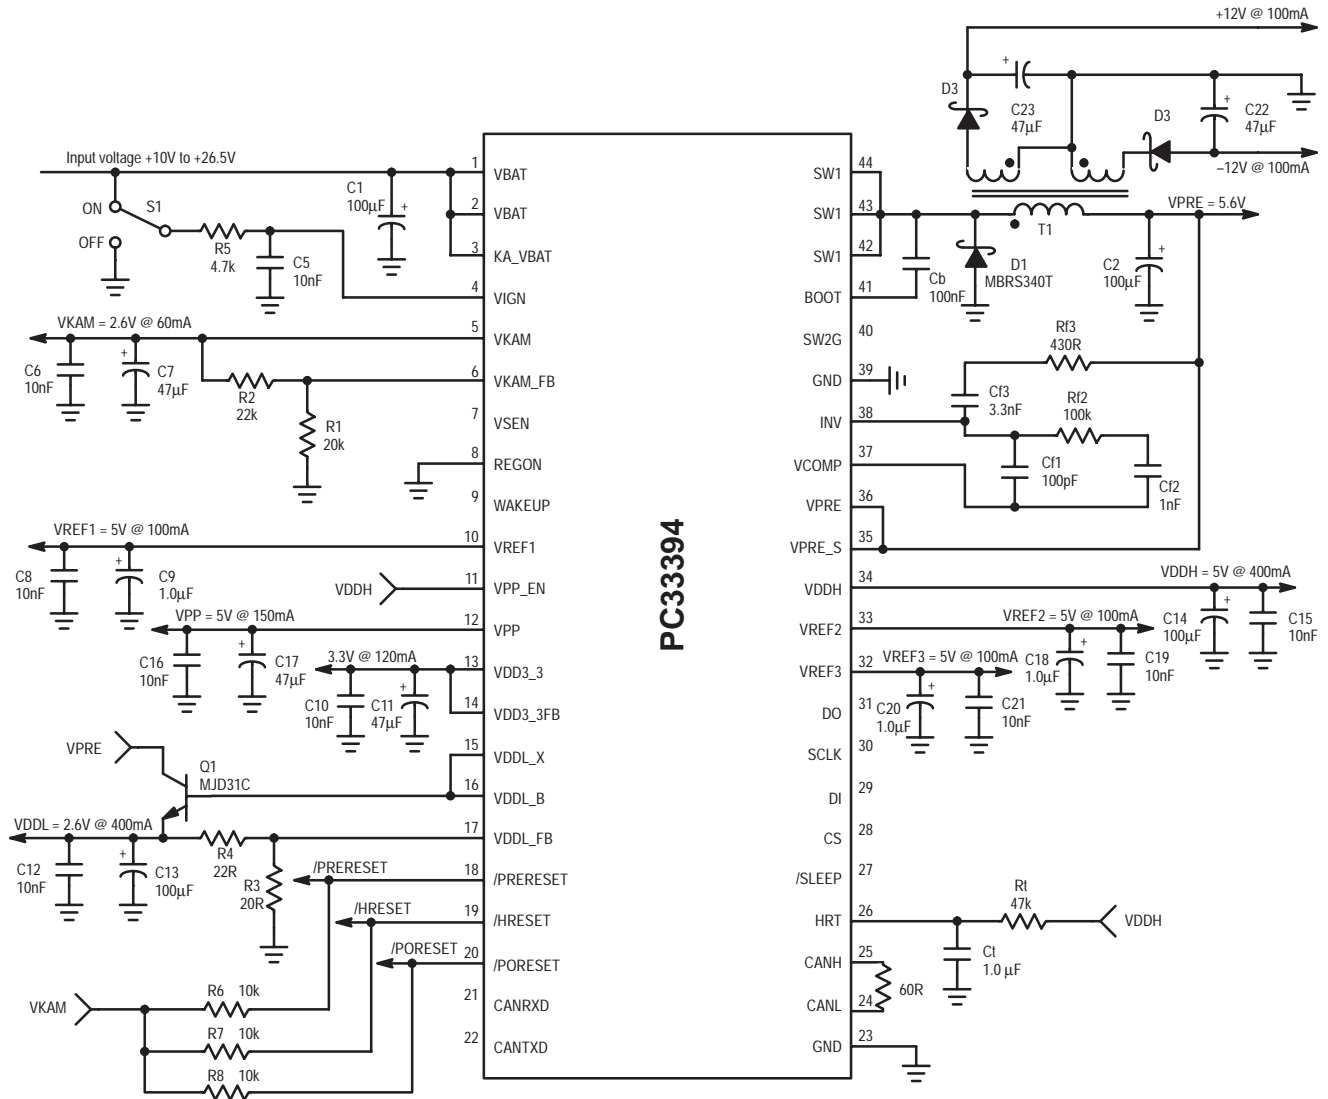 +12V @ 100mA
+
D3
C23
47µF
D3
+
C22
47µF
–12V @ 100mA
Input voltage +10V to +26.5V
ON
S1
OFF
R5
4.7k
C5
10nF
C1
100µF
+
VKAM = 2.6V @ 60mA
C6
10nF
+
C7
47µF
R2
22k
R1
20k
VREF1 = 5V @ 100mA
C8
10nF
+
C9
1.0µF
VDDH
VPP = 5V @ 150mA
C16
10nF
+
C17
47µF
3.3V @ 120mA
C10
10nF
+
C11
47µF
VPRE
Q1
MJD31C
VDDL = 2.6V @ 400mA
C12
10nF
+
C13
100µF
R4
22R
R3
20R
/PRERESET
/HRESET
/PORESET
VKAM
R6 10k
R7 10k
R8 10k
1 VBAT
2 VBAT
3 KA_VBAT
4 VIGN
5 VKAM
6 VKAM_FB
7 VSEN
8 REGON
9 WAKEUP
10 VREF1
11 VPP_EN
12 VPP
13 VDD3_3
14 VDD3_3FB
15 VDDL_X
16 VDDL_B
17 VDDL_FB
18 /PRERESET
19 /HRESET
20 /PORESET
21 CANRXD
22 CANTXD
PC33394
SW1 44
SW1 43
SW1 42
BOOT 41
SW2G 40
GND 39
INV 38
VCOMP 37
VPRE 36
VPRE_S 35
VDDH 34
VREF2 33
VREF3 32
DO 31
SCLK 30
DI 29
CS 28
/SLEEP 27
HRT 26
CANH 25
CANL 24
GND 23
VPRE = 5.6V
T1
Cb
100nF
D1
MBRS340T
C2
100µF
+
Rf3
430R
Cf3
3.3nF
Rf2
100k
Cf1
100pF
Cf2
1nF
VDDH = 5V @ 400mA
C14
100µF
+
C15
10nF
VREF2 = 5V @ 100mA
C18
1.0µF
+
C19
10nF
VREF3 = 5V @ 100mA
C20
1.0µF
+
C21
10nF
Rt
47k
VDDH
Ct
1.0 µF
60R